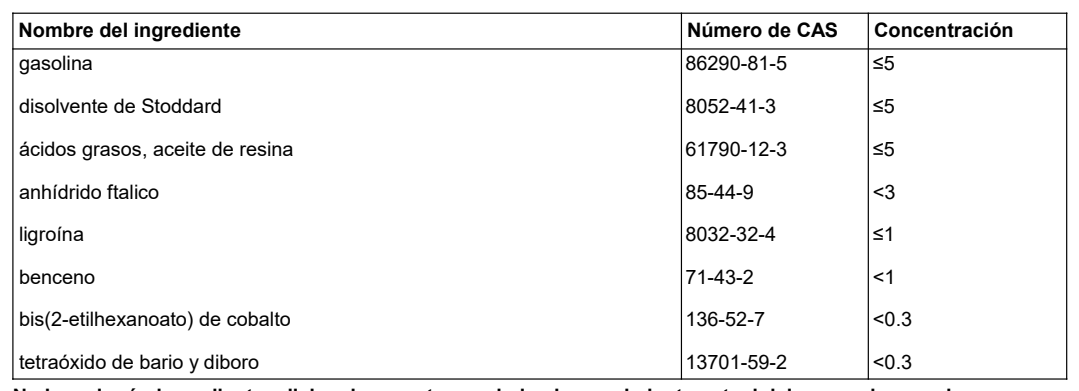 Nombre del ingrediente Número de CAS Concentración
gasolina 86290-81-5 ≤5
disolvente de Stoddard 8052-41-3 ≤5
ácidos grasos, aceite de resina 61790-12-3 ≤5
anhídrido ftalico 85-44-9 <3
ligroína 8032-32-4 ≤1
benceno 71-43-2 <1
bis(2-etilhexanoato) de cobalto 136-52-7 <0.3
tetraóxido de bario y diboro 13701-59-2 <0.3